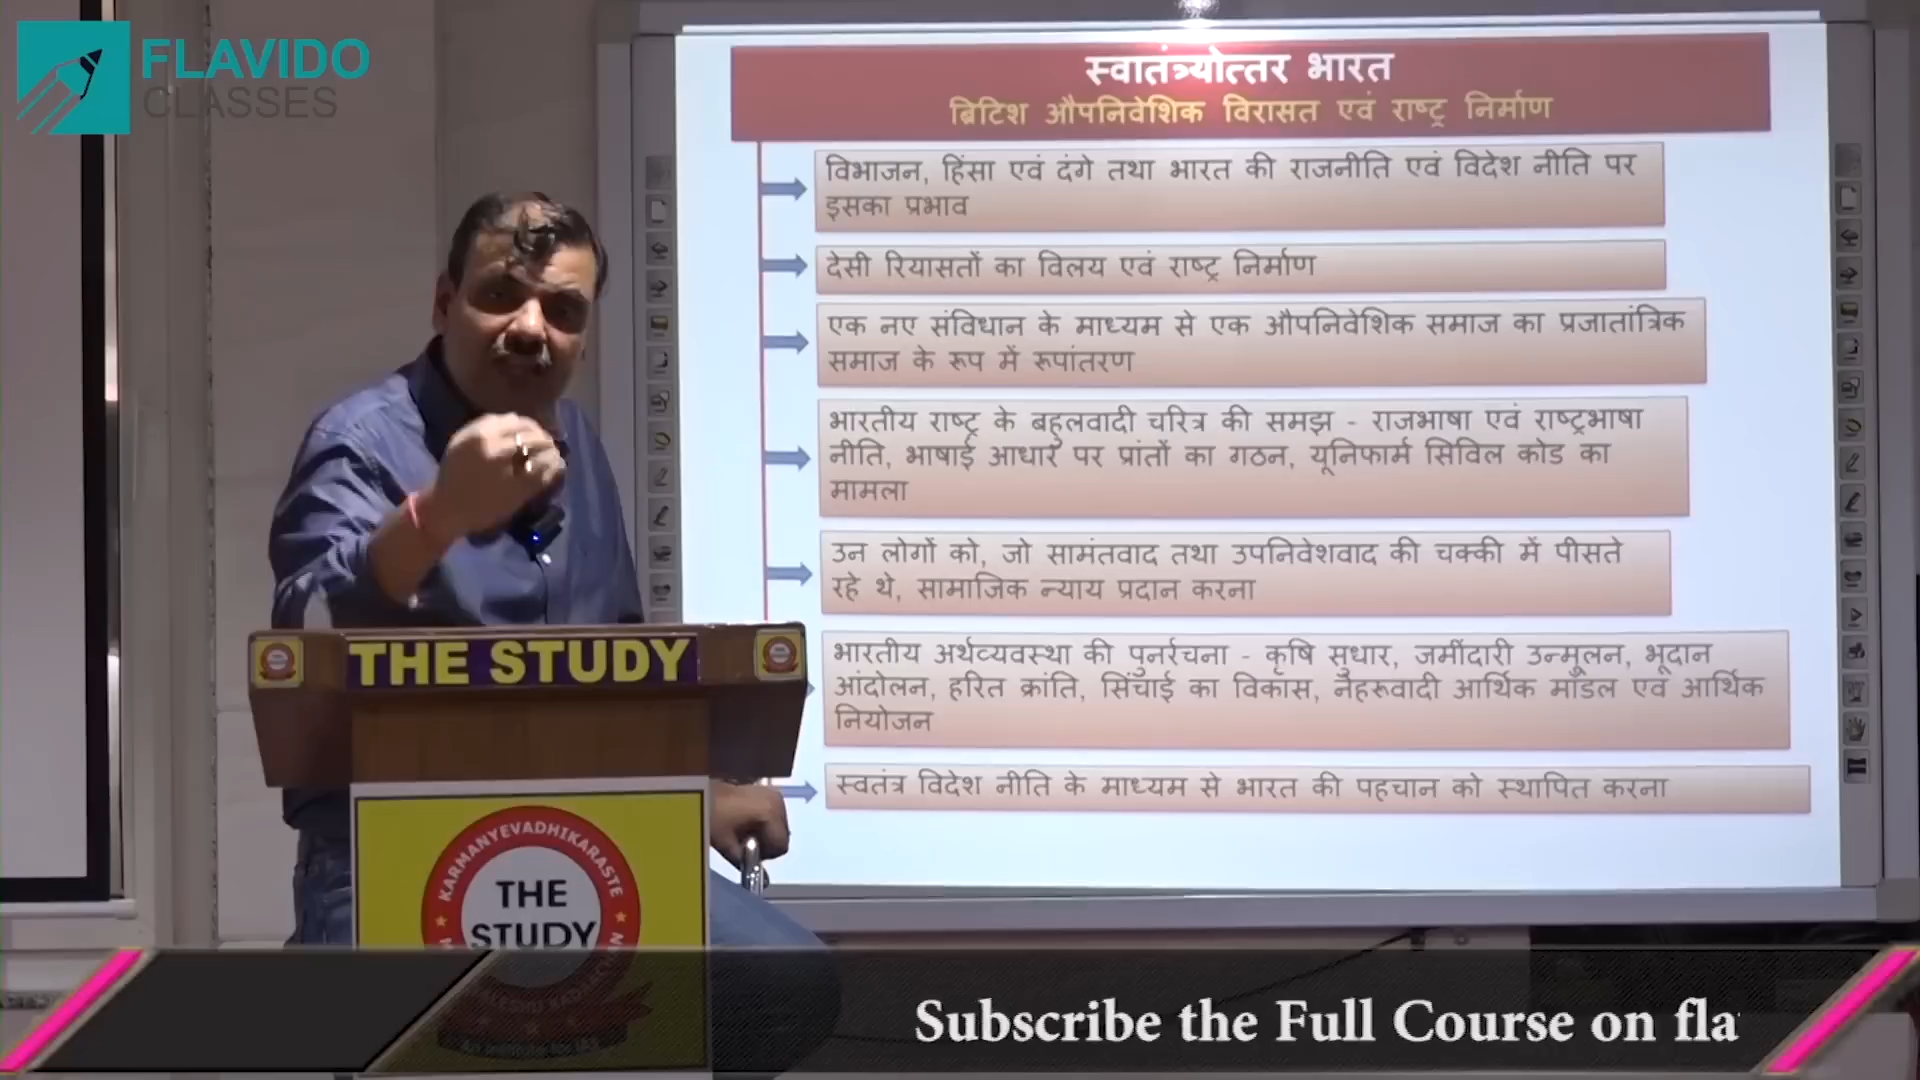 FLAVIDO
CLASSES
स्वातंत्र्योत्तर भारत
ब्रिटिश औपनिवेशिक विरासत एवं राष्ट्र निर्माण
विभाजन, हिंसा एवं दंगे तथा भारत की राजनीति एवं विदेश नीति पर
इसका प्रभाव
देसी रियासतों का विलय एवं राष्ट्र निर्माण
एक नए संविधान के माध्यम से एक औपनिवेशिक समाज का प्रजातांत्रिक
समाज के रूप में रूपांतरण
भारतीय राष्ट्र के बहुलवादी चरित्र की समझ - राजभाषा एवं राष्ट्रभाषा
नीति, भाषाई आधार पर प्रांतों का गठन, यूनिफार्म सिविल कोड का
मामला
उन लोगों को, जो सामंतवाद तथा उपनिवेशवाद की चक्की में पीसते
रहे थे, सामाजिक न्याय प्रदान करना
भारतीय अर्थव्यवस्था की पुनर्रचना - कृषि सुधार, जमींदारी उन्मूलन, भूदान
आंदोलन, हरित क्रांति, सिंचाई का विकास, नेहरूवादी आर्थिक मॉडल एवं आर्थिक
नियोजन
स्वतंत्र विदेश नीति के माध्यम से भारत की पहचान को स्थापित करना
THE STUDY
KARMANYEVADHIKARASTE
THE
STUDY
Subscribe the Full Course on fla